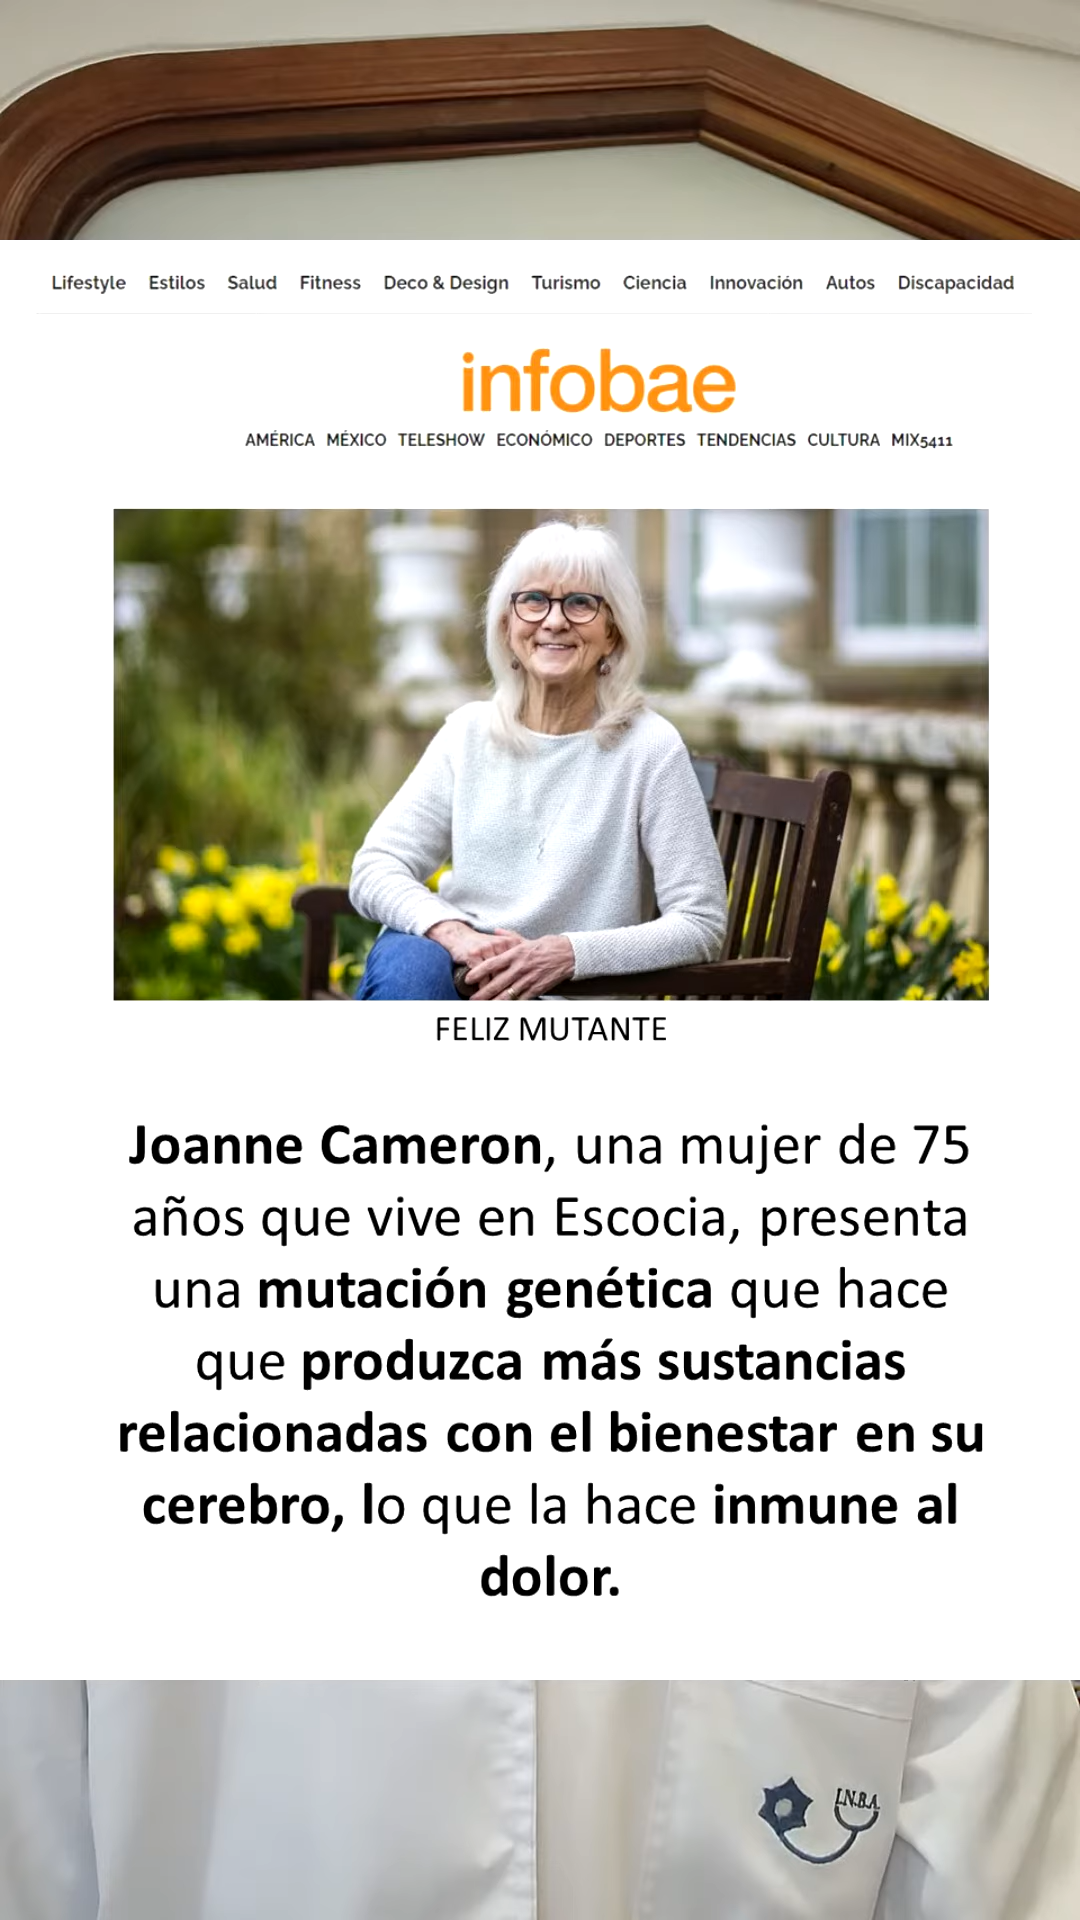 Lifestyle Estilos Salud Fitness Deco & Design Turismo Ciencia Innovación Autos Discapacidad
infobae
AMÉRICA MÉXICO TELESHOW ECONÓMICO DEPORTES TENDENCIAS CULTURA MIX5411
FELIZ MUTANTE
Joanne Cameron, una mujer de 75
años que vive en Escocia, presenta
una mutación genética que hace
que produzca más sustancias
relacionadas con el bienestar en su
cerebro, lo que la hace inmune al
dolor.
I.N.B.A.